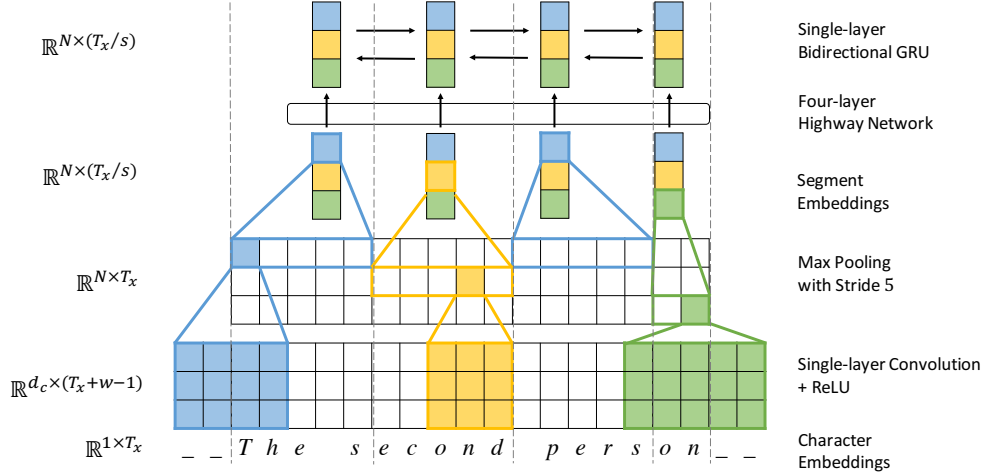 ℝ^{N×(T_x/s)}
Single-layer
Bidirectional GRU
Four-layer
Highway Network
ℝ^{N×(T_x/s)}
Segment
Embeddings
ℝ^{N×T_x}
Max Pooling
with Stride 5
ℝ^{d_c×(T_x+w−1)}
Single-layer Convolution
+ ReLU
ℝ^{1×T_x}
_ _ T h e s e c o n d p e r s o n _ _
Character
Embeddings